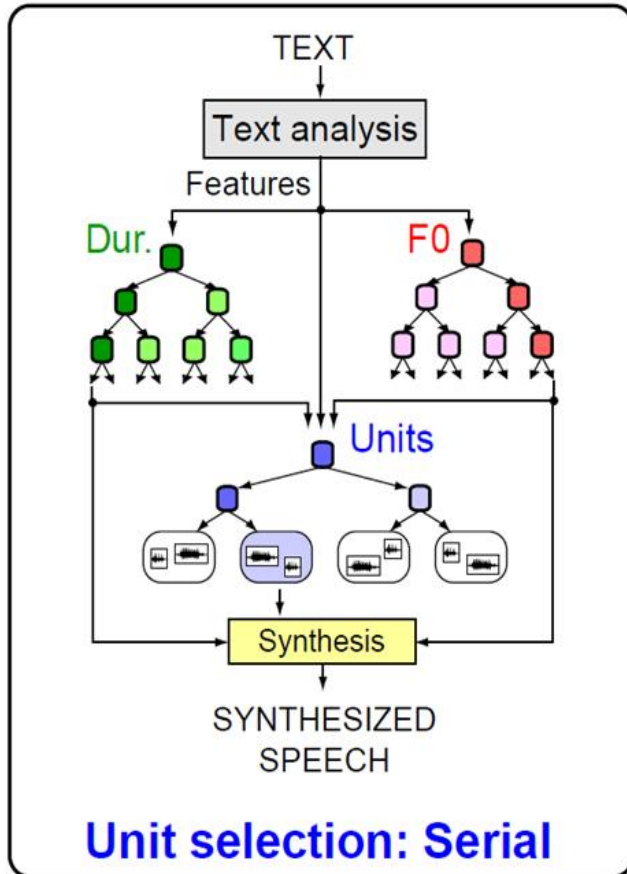 TEXT
Text analysis
Features
Dur.
F0
Units
Synthesis
SYNTHESIZED
SPEECH
Unit selection: Serial